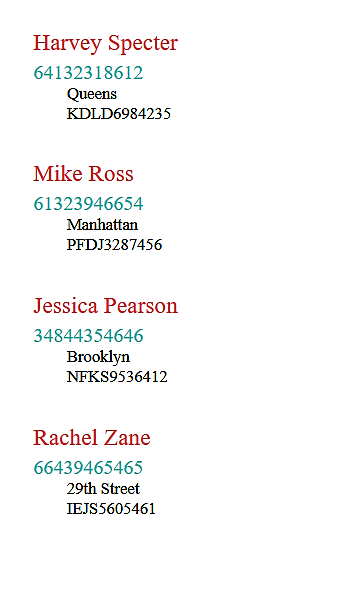 Harvey Specter
64132318612
Queens
KDLD6984235
Mike Ross
61323946654
Manhattan
PFDJ3287456
Jessica Pearson
34844354646
Brooklyn
NFKS9536412
Rachel Zane
66439465465
29th Street
IEJS5605461